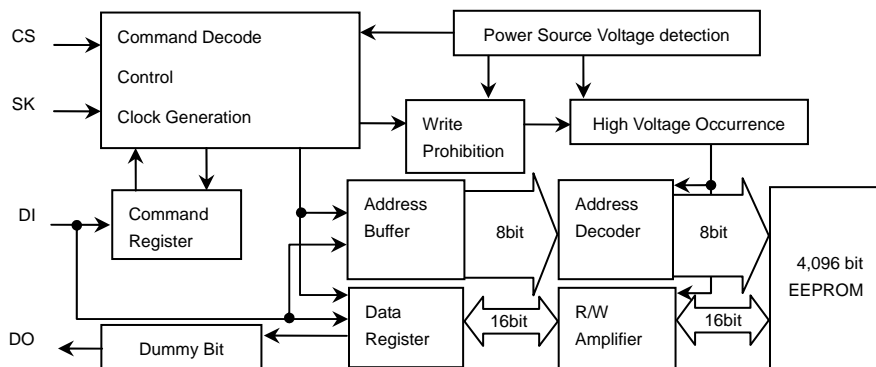 CS
Command Decode
Control
Clock Generation
Power Source Voltage detection
SK
Write
Prohibition
High Voltage Occurrence
DI
Command
Register
Address
Buffer
8bit
Address
Decoder
8bit
4,096 bit
EEPROM
Data
Register
16bit
R/W
Amplifier
16bit
DO
Dummy Bit